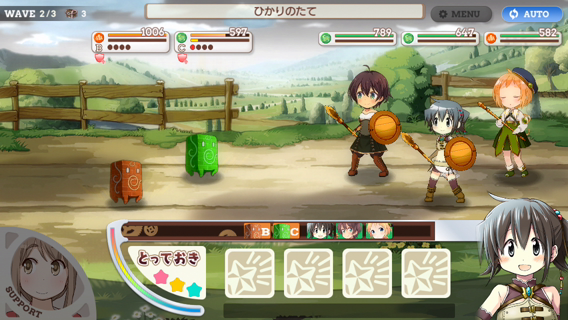 WAVE 2/3 3
ひかりのたて
MENU
AUTO
1006
B
597
C
789
647
582
B C
とっておき
SUPPORT